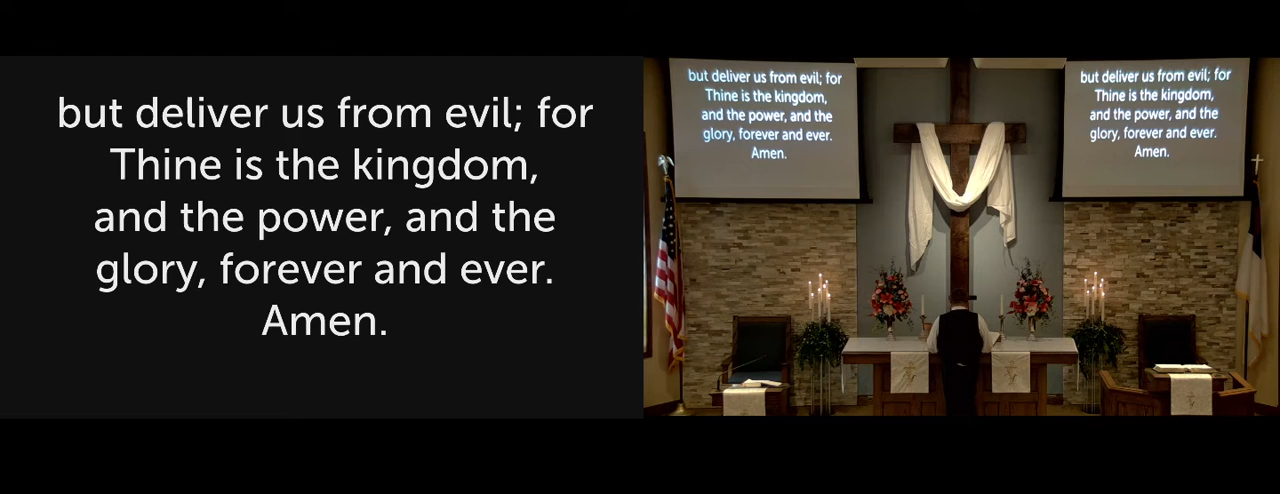 but deliver us from evil; for
Thine is the kingdom,
and the power, and the
glory, forever and ever.
Amen.
but deliver us from evil; for
Thine is the kingdom,
and the power, and the
glory, forever and ever.
Amen.
but deliver us from evil; for
Thine is the kingdom,
and the power, and the
glory, forever and ever.
Amen.